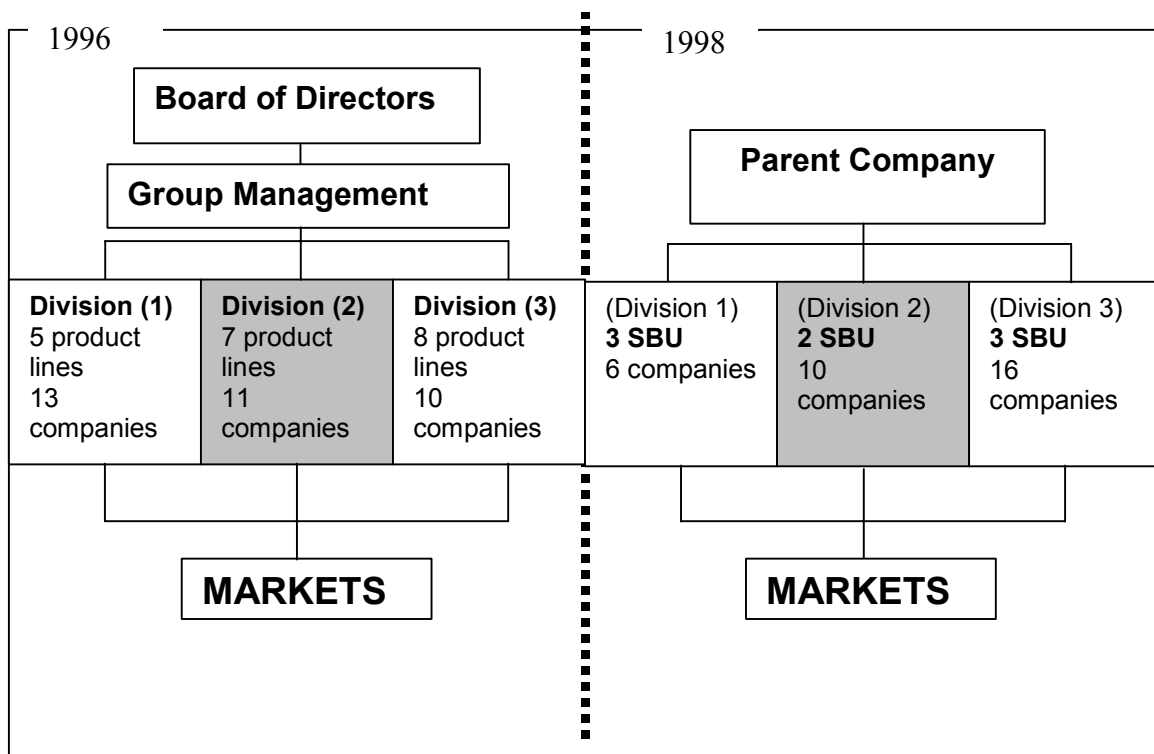 1996
Board of Directors
Group Management
Division (1)
5 product
lines
13
companies
Division (2)
7 product
lines
11
companies
Division (3)
8 product
lines
10
companies
MARKETS
1998
Parent Company
(Division 1)
3 SBU
6 companies
(Division 2)
2 SBU
10
companies
(Division 3)
3 SBU
16
companies
MARKETS